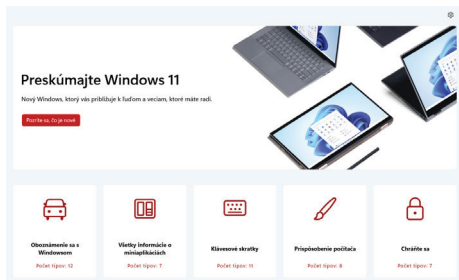 Preskúmajte Windows 11
Nový Windows, ktorý vás približuje k ľuďom a veciam, ktoré máte radi.
Pozrite sa, čo je nové
Oboznámenie sa s
Windowsom
Počet tipov: 12
Všetky informácie o
miniaplikáciách
Počet tipov: 7
Klávesové skratky
Počet tipov: 11
Prispôsobenie počítača
Počet tipov: 6
Chráňte sa
Počet tipov: 7